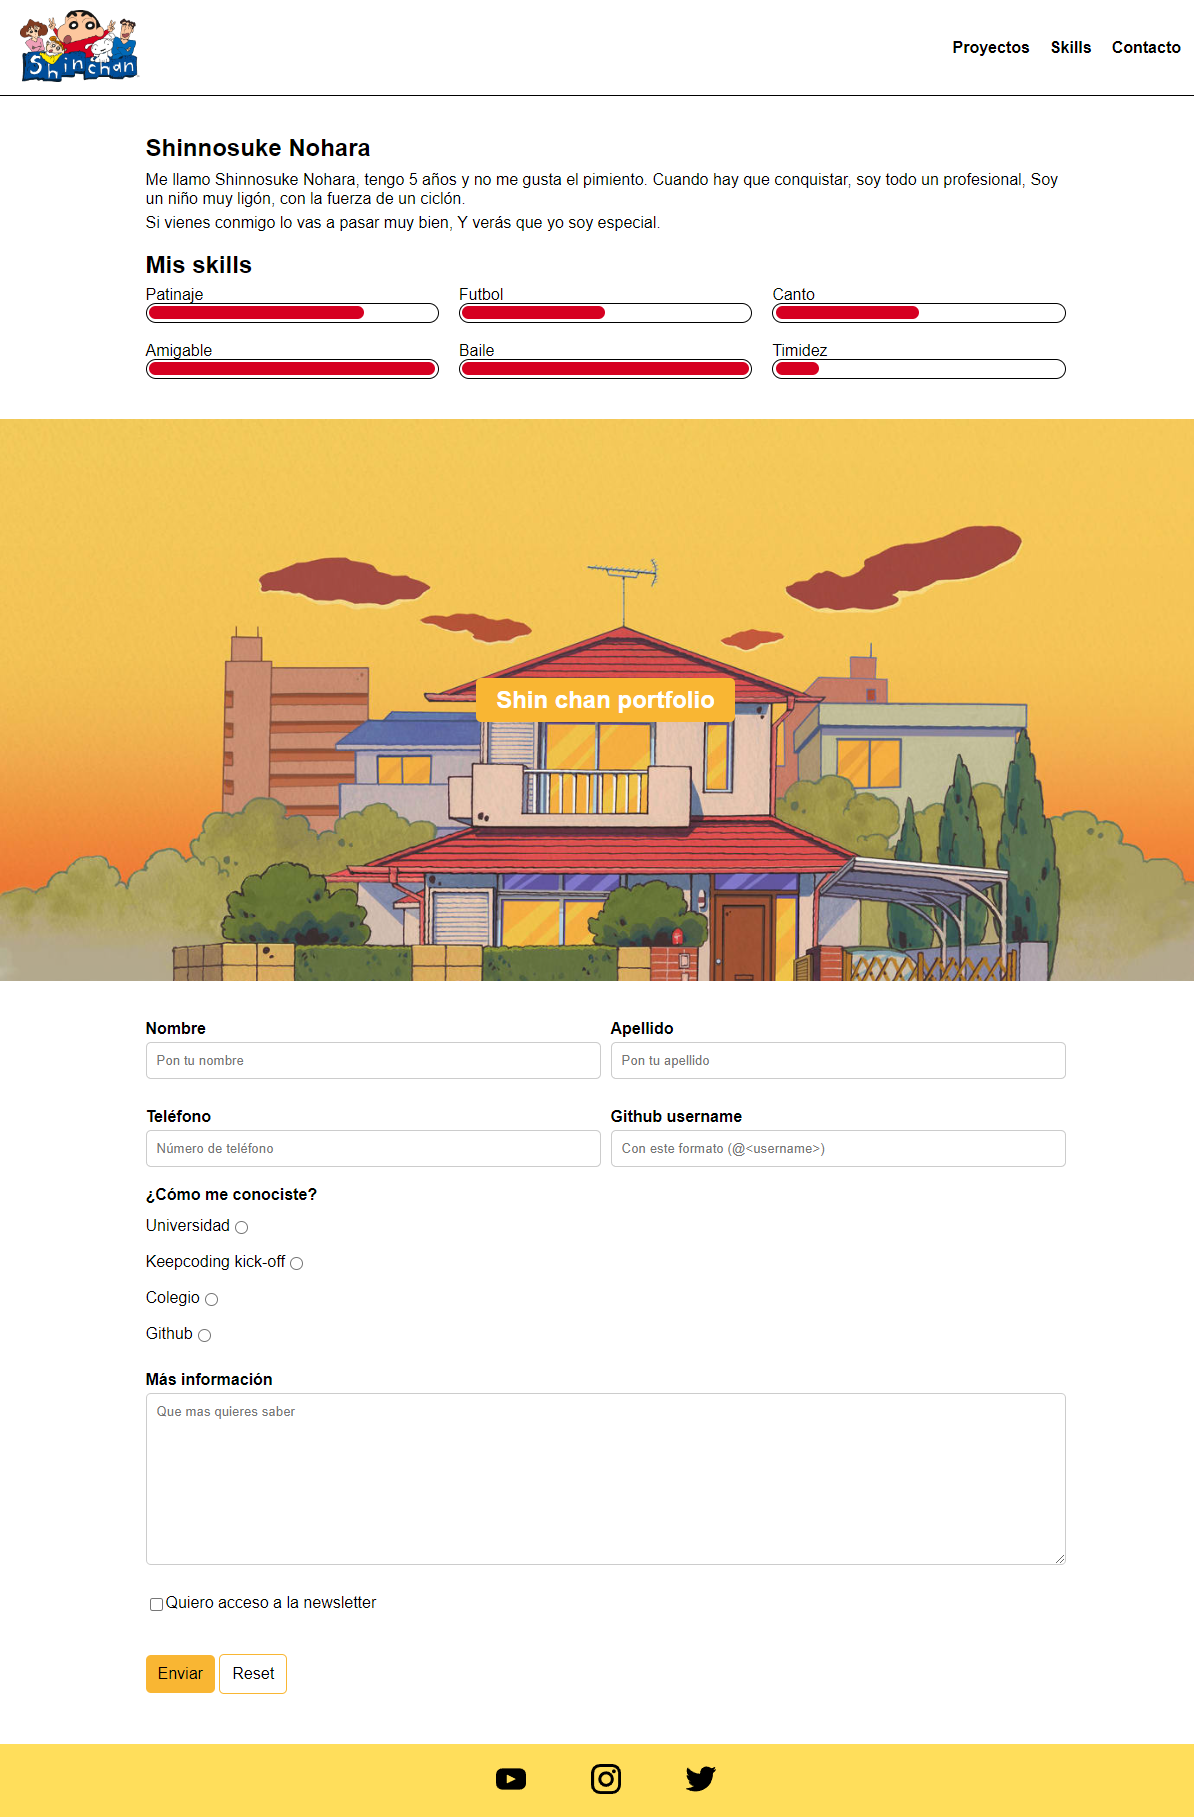 Shinchan
Proyectos Skills Contacto
Shinnosuke Nohara
Me llamo Shinnosuke Nohara, tengo 5 años y no me gusta el pimiento. Cuando hay que conquistar, soy todo un profesional, Soy
un niño muy ligón, con la fuerza de un ciclón.
Si vienes conmigo lo vas a pasar muy bien, Y verás que yo soy especial.
Mis skills
Patinaje Futbol Canto
Amigable Baile Timidez
Shin chan portfolio
Nombre Apellido
Pon tu nombre Pon tu apellido
Teléfono Github username
Número de teléfono Con este formato (@<username>)
¿Cómo me conociste?
Universidad
Keepcoding kick-off
Colegio
Github
Más información
Que mas quieres saber
Quiero acceso a la newsletter
Enviar Reset